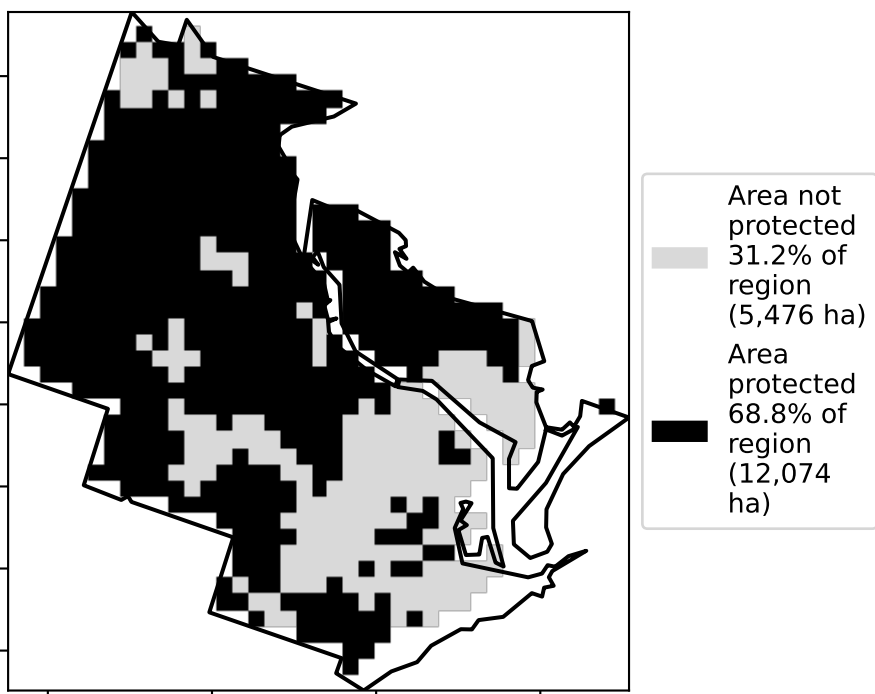 Area not
protected
31.2% of
region
(5,476 ha)
Area
protected
68.8% of
region
(12,074
ha)